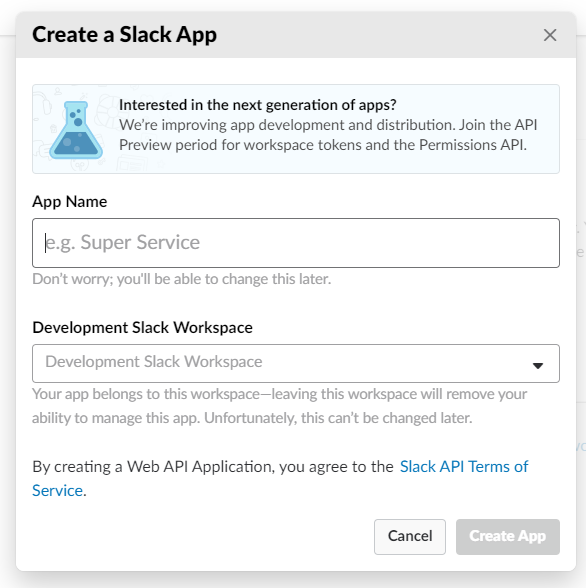 Create a Slack App
Interested in the next generation of apps?
We're improving app development and distribution. Join the API
Preview period for workspace tokens and the Permissions API.
App Name
e.g. Super Service
Don't worry; you'll be able to change this later.
Development Slack Workspace
Development Slack Workspace
Your app belongs to this workspace—leaving this workspace will remove your
ability to manage this app. Unfortunately, this can't be changed later.
By creating a Web API Application, you agree to the Slack API Terms of
Service.
Cancel
Create App